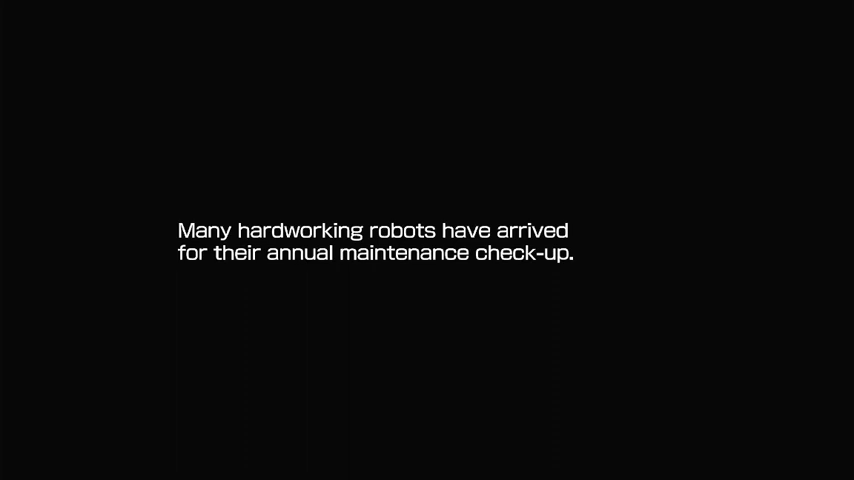 Many hardworking robots have arrived
for their annual maintenance check-up.